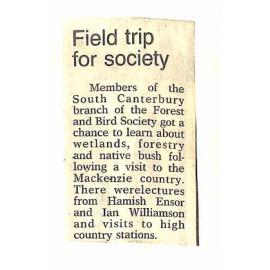 Field trip
for society
Members of the
South Canterbury
branch of the Forest
and Bird Society got a
chance to learn about
wetlands, forestry
and native bush fol-
lowing a visit to the
Mackenzie country.
There werelectures
from Hamish Ensor
and Ian Williamson
and visits to high
country stations.